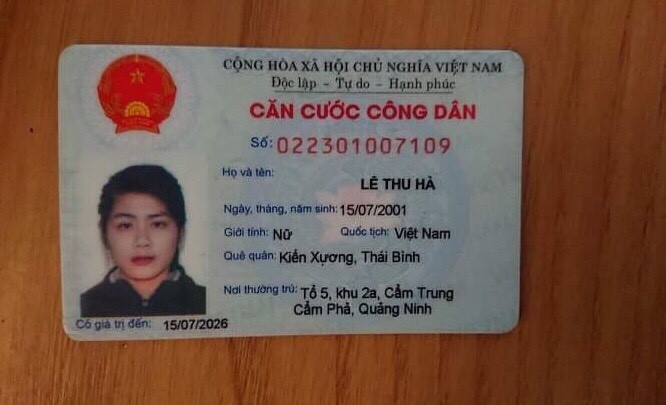 CỘNG HÒA XÃ HỘI CHỦ NGHĨA VIỆT NAM
Độc lập - Tự do - Hạnh phúc
CĂN CƯỚC CÔNG DÂN
Số: 022301007109
Họ và tên:
LÊ THU HÀ
Ngày, tháng, năm sinh: 15/07/2001
Giới tính: Nữ Quốc tịch: Việt Nam
Quê quán: Kiến Xương, Thái Bình
Nơi thường trú: Tổ 5, khu 2a, Cẩm Trung
Cẩm Phả, Quảng Ninh
Có giá trị đến: 15/07/2026